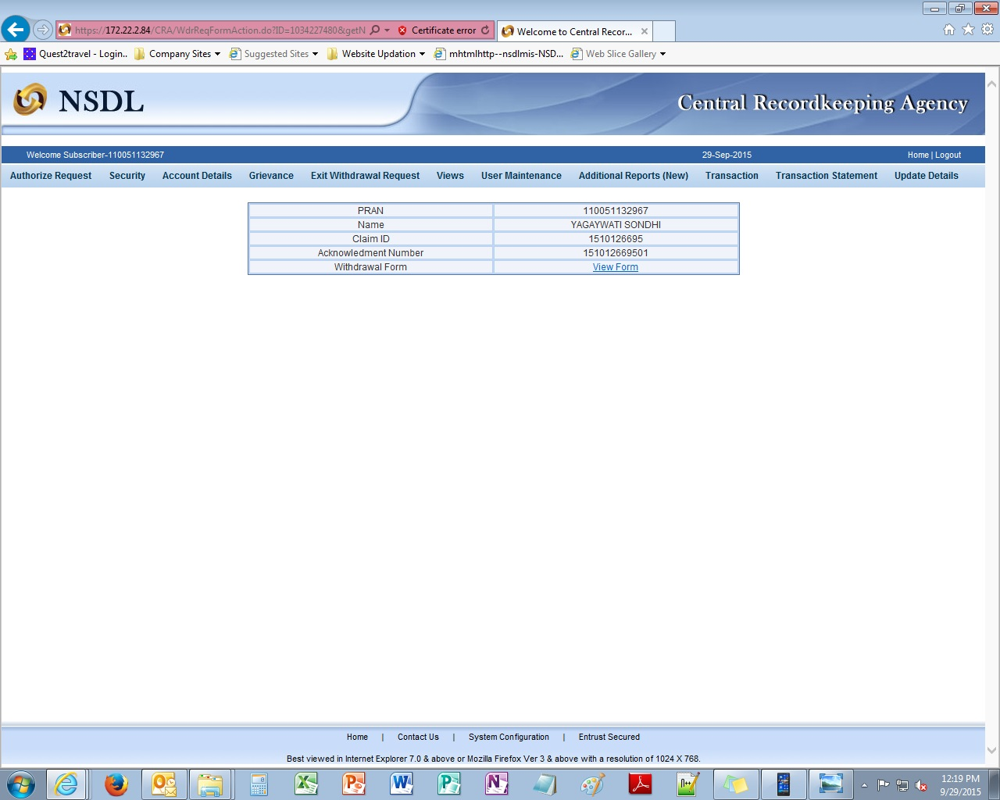 https://172.22.2.84/CRA/WdrReqFormAction.do?ID=1034227480&getN
Certificate error
Welcome to Central Recor...
Quest2travel - Login..
Company Sites
Suggested Sites
Website Updation
mhtmlhttp--nsdlmis-NSD...
Web Slice Gallery
NSDL
Central Recordkeeping Agency
Welcome Subscriber-110051132967
29-Sep-2015
Home | Logout
Authorize Request Security Account Details Grievance Exit Withdrawal Request Views User Maintenance Additional Reports (New) Transaction Transaction Statement Update Details
PRAN 110051132967
Name YAGAYWATI SONDHI
Claim ID 1510126695
Acknowledment Number 151012669501
Withdrawal Form View Form
Home | Contact Us | System Configuration | Entrust Secured
Best viewed in Internet Explorer 7.0 & above or Mozilla Firefox Ver 3 & above with a resolution of 1024 X 768.
12:19 PM
9/29/2015